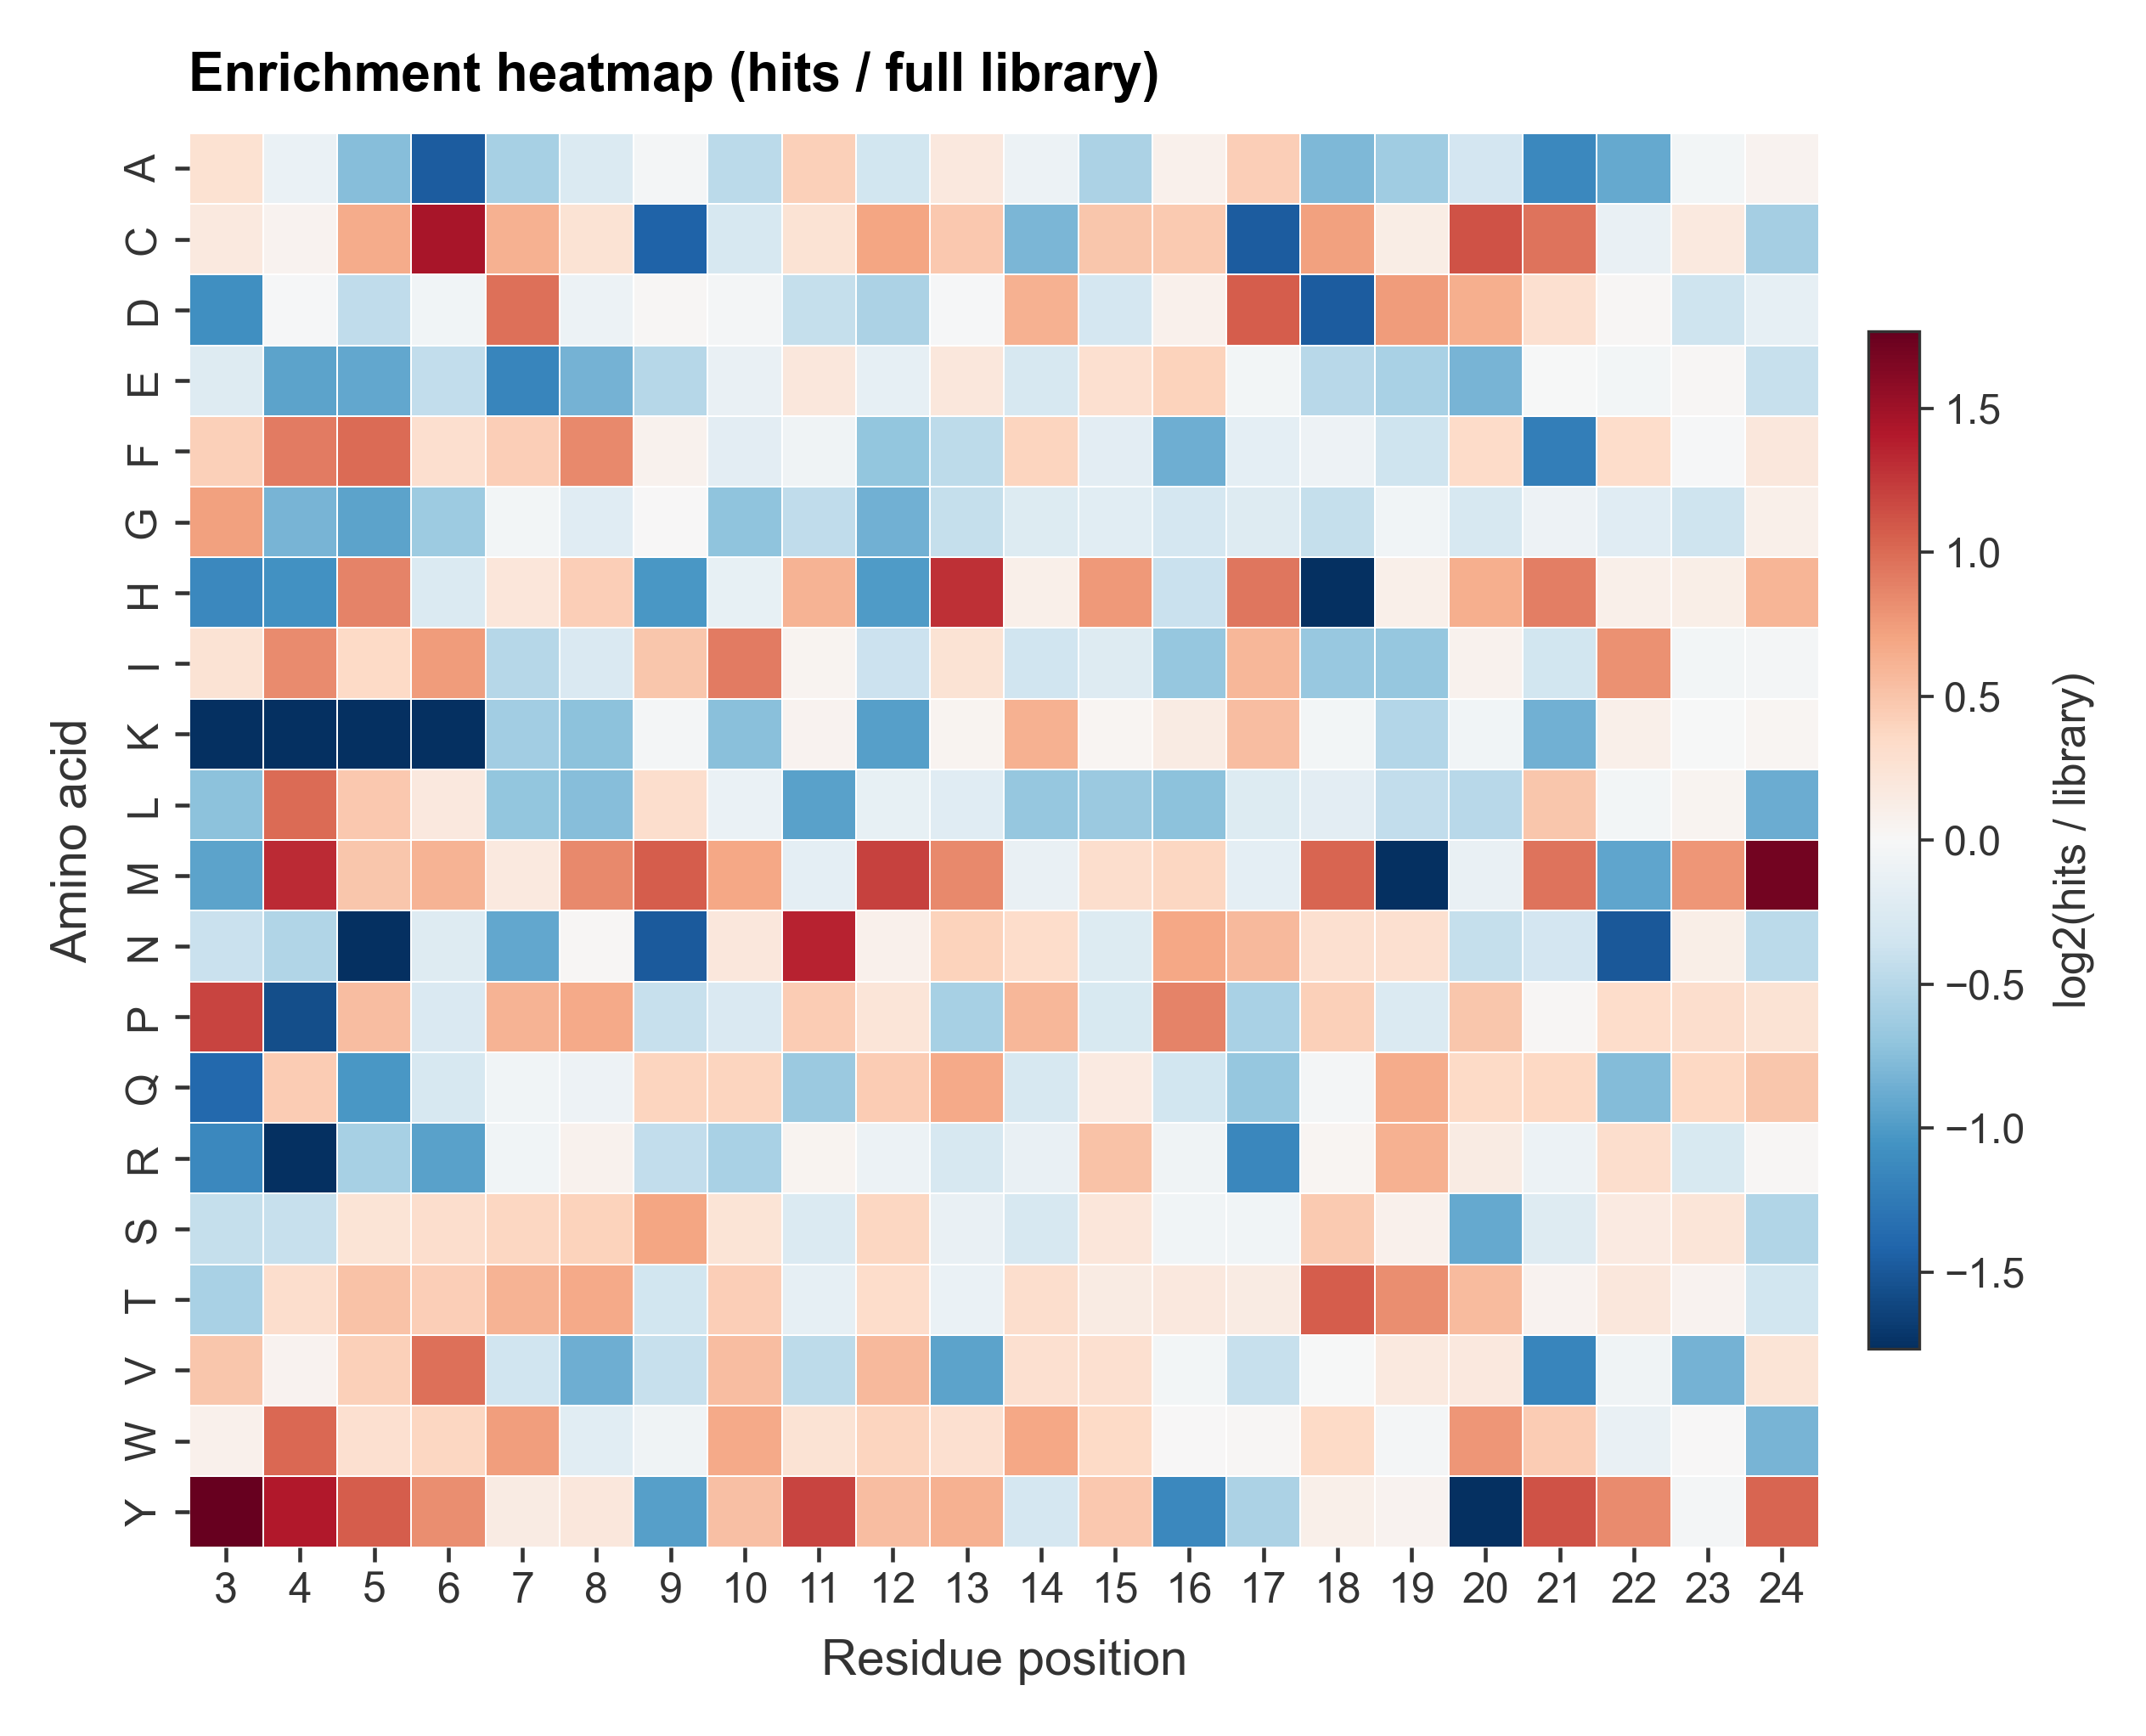 Enrichment heatmap (hits / full library)
A
C
D
E
F
G
H
I
K
L
M
N
P
Q
R
S
T
V
W
Y
Amino acid
3 4 5 6 7 8 9 10 11 12 13 14 15 16 17 18 19 20 21 22 23 24
Residue position
1.5
1.0
0.5
0.0
−0.5
−1.0
−1.5
log2(hits / library)